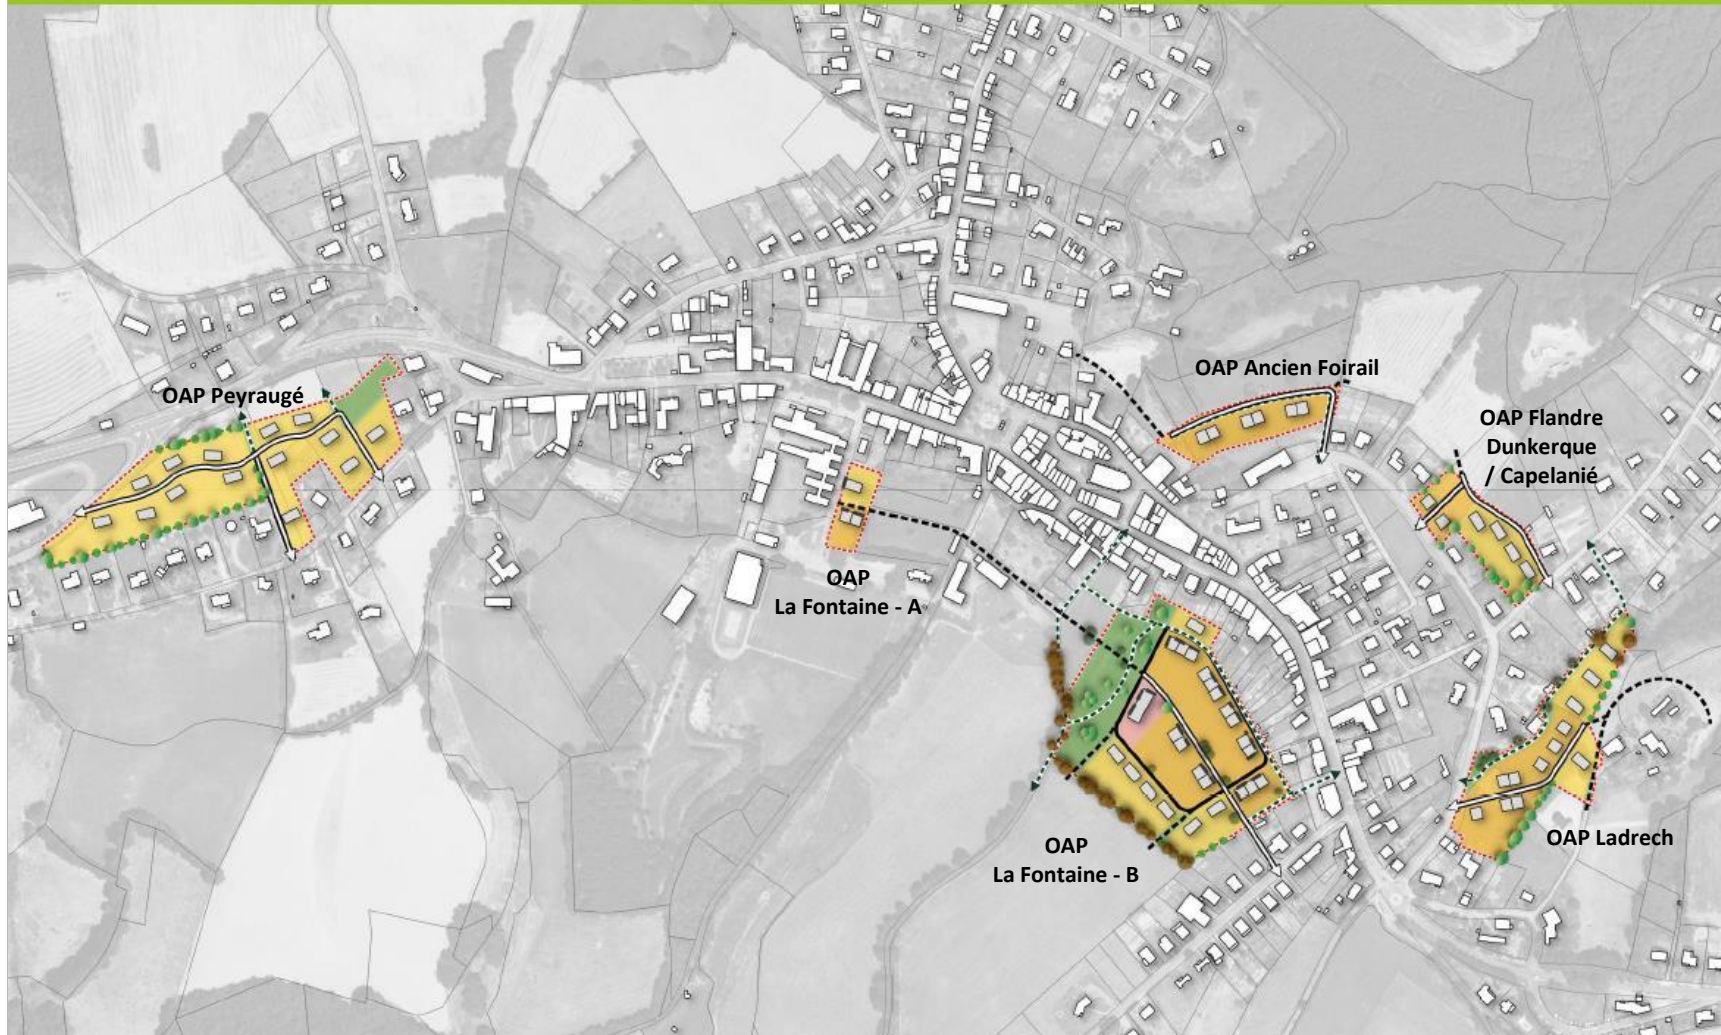 OAP Peyraugé
OAP Ancien Foirail
OAP Flandre
Dunkerque
/ Capelanié
OAP
La Fontaine - A
OAP
La Fontaine - B
OAP Ladrech